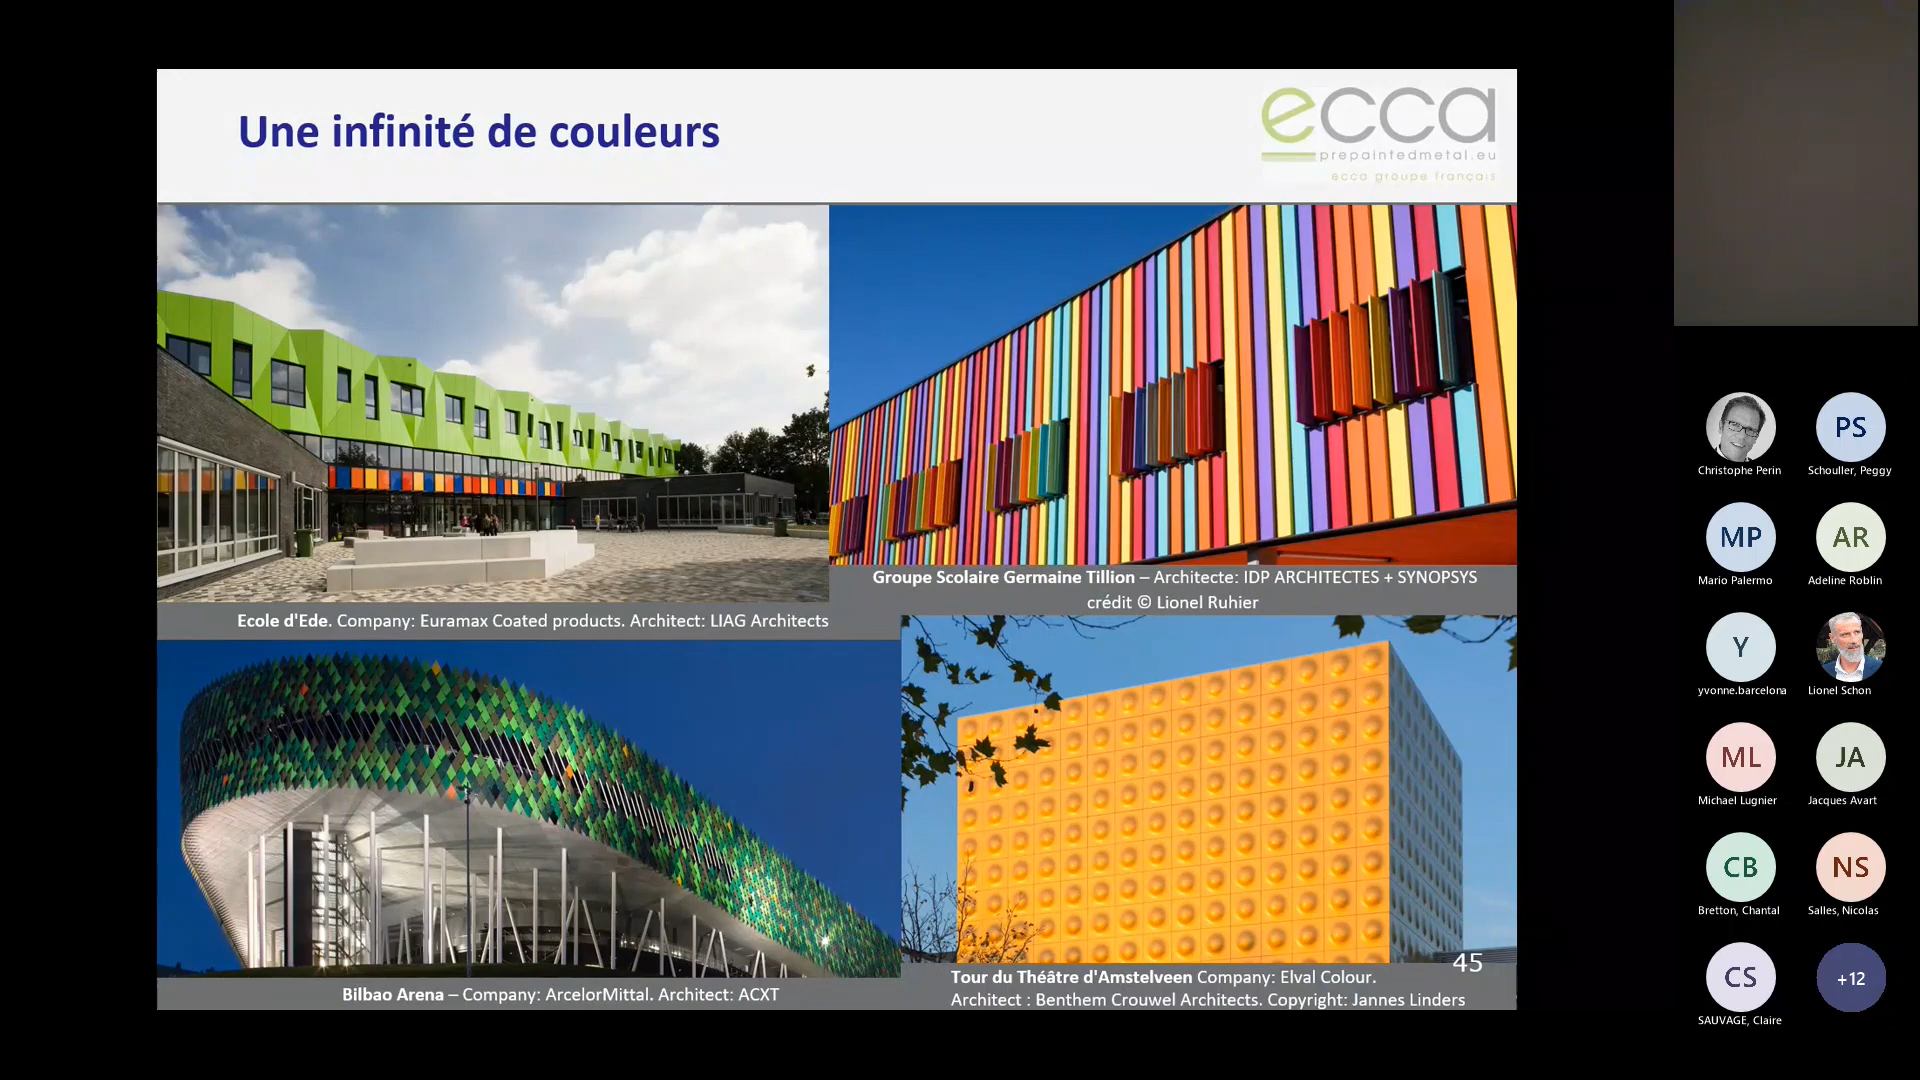 Une infinité de couleurs
ecca
prepaintedmetal.eu
ecca groupe français
Groupe Scolaire Germaine Tillion – Architecte: IDP ARCHITECTES + SYNOPSYS
crédit © Lionel Ruhier
Ecole d'Ede. Company: Euramax Coated products. Architect: LIAG Architects
Bilbao Arena – Company: ArcelorMittal. Architect: ACXT
Tour du Théâtre d'Amstelveen Company: Elval Colour.
Architect : Benthem Crouwel Architects. Copyright: Jannes Linders
45
Christophe Perin
PS
Schouller, Peggy
MP
Mario Palermo
AR
Adeline Roblin
Y
yvonne.barcelona
Lionel Schon
ML
Michael Lugnier
JA
Jacques Avart
CB
Bretton, Chantal
NS
Salles, Nicolas
CS
SAUVAGE, Claire
+12